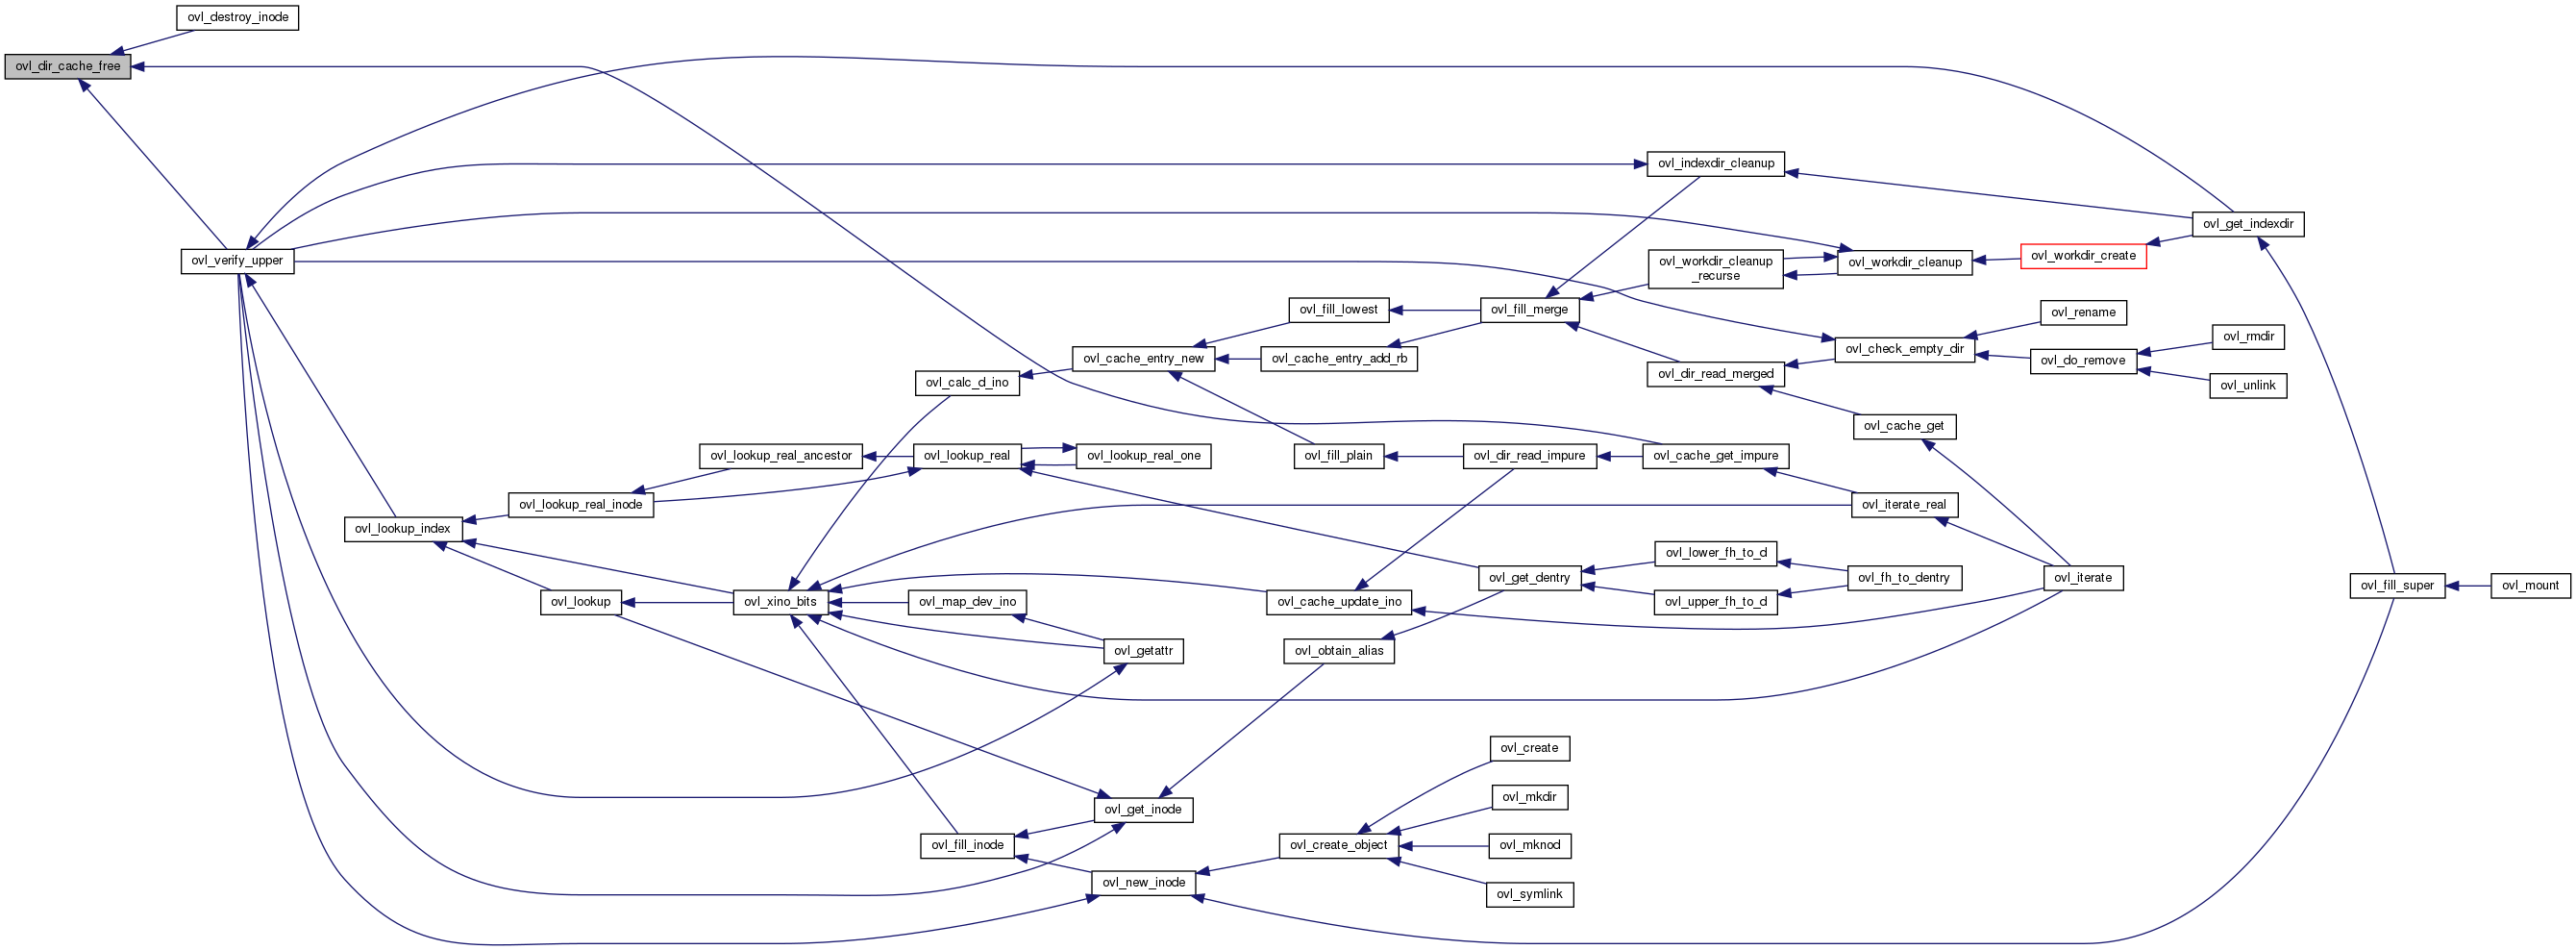 ovl_destroy_inode
ovl_dir_cache_free
ovl_indexdir_cleanup
ovl_get_indexdir
ovl_verify_upper
ovl_workdir_cleanup
_recurse
ovl_workdir_cleanup
ovl_workdir_create
ovl_fill_lowest
ovl_fill_merge
ovl_rename
ovl_rmdir
ovl_cache_entry_new
ovl_cache_entry_add_rb
ovl_check_empty_dir
ovl_do_remove
ovl_calc_d_ino
ovl_dir_read_merged
ovl_unlink
ovl_cache_get
ovl_lookup_real_ancestor
ovl_lookup_real
ovl_lookup_real_one
ovl_fill_plain
ovl_dir_read_impure
ovl_cache_get_impure
ovl_lookup_real_inode
ovl_iterate_real
ovl_lookup_index
ovl_lower_fh_to_d
ovl_get_dentry
ovl_fh_to_dentry
ovl_iterate
ovl_fill_super
ovl_mount
ovl_lookup
ovl_xino_bits
ovl_map_dev_ino
ovl_cache_update_ino
ovl_upper_fh_to_d
ovl_getattr
ovl_obtain_alias
ovl_create
ovl_mkdir
ovl_get_inode
ovl_fill_inode
ovl_create_object
ovl_mknod
ovl_new_inode
ovl_symlink